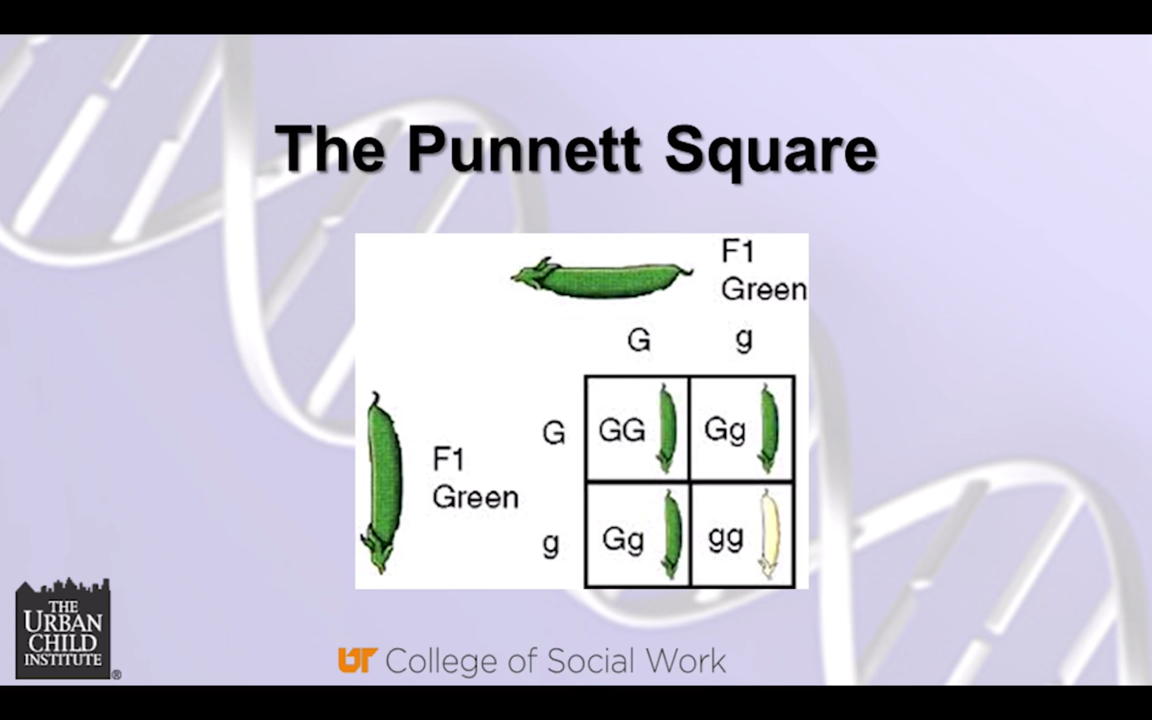 The Punnett Square
F1
Green
G g
G GG Gg
F1
Green
g Gg gg
THE
URBAN
CHILD
INSTITUTE®
UT College of Social Work